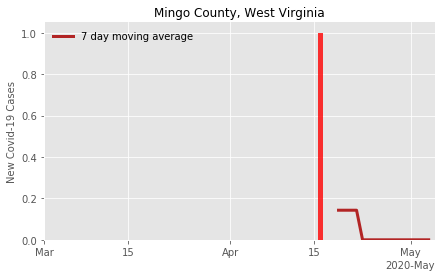 Mingo County, West Virginia
7 day moving average
New Covid-19 Cases
1.0
0.8
0.6
0.4
0.2
0.0
Mar
15
Apr
15
May
2020-May